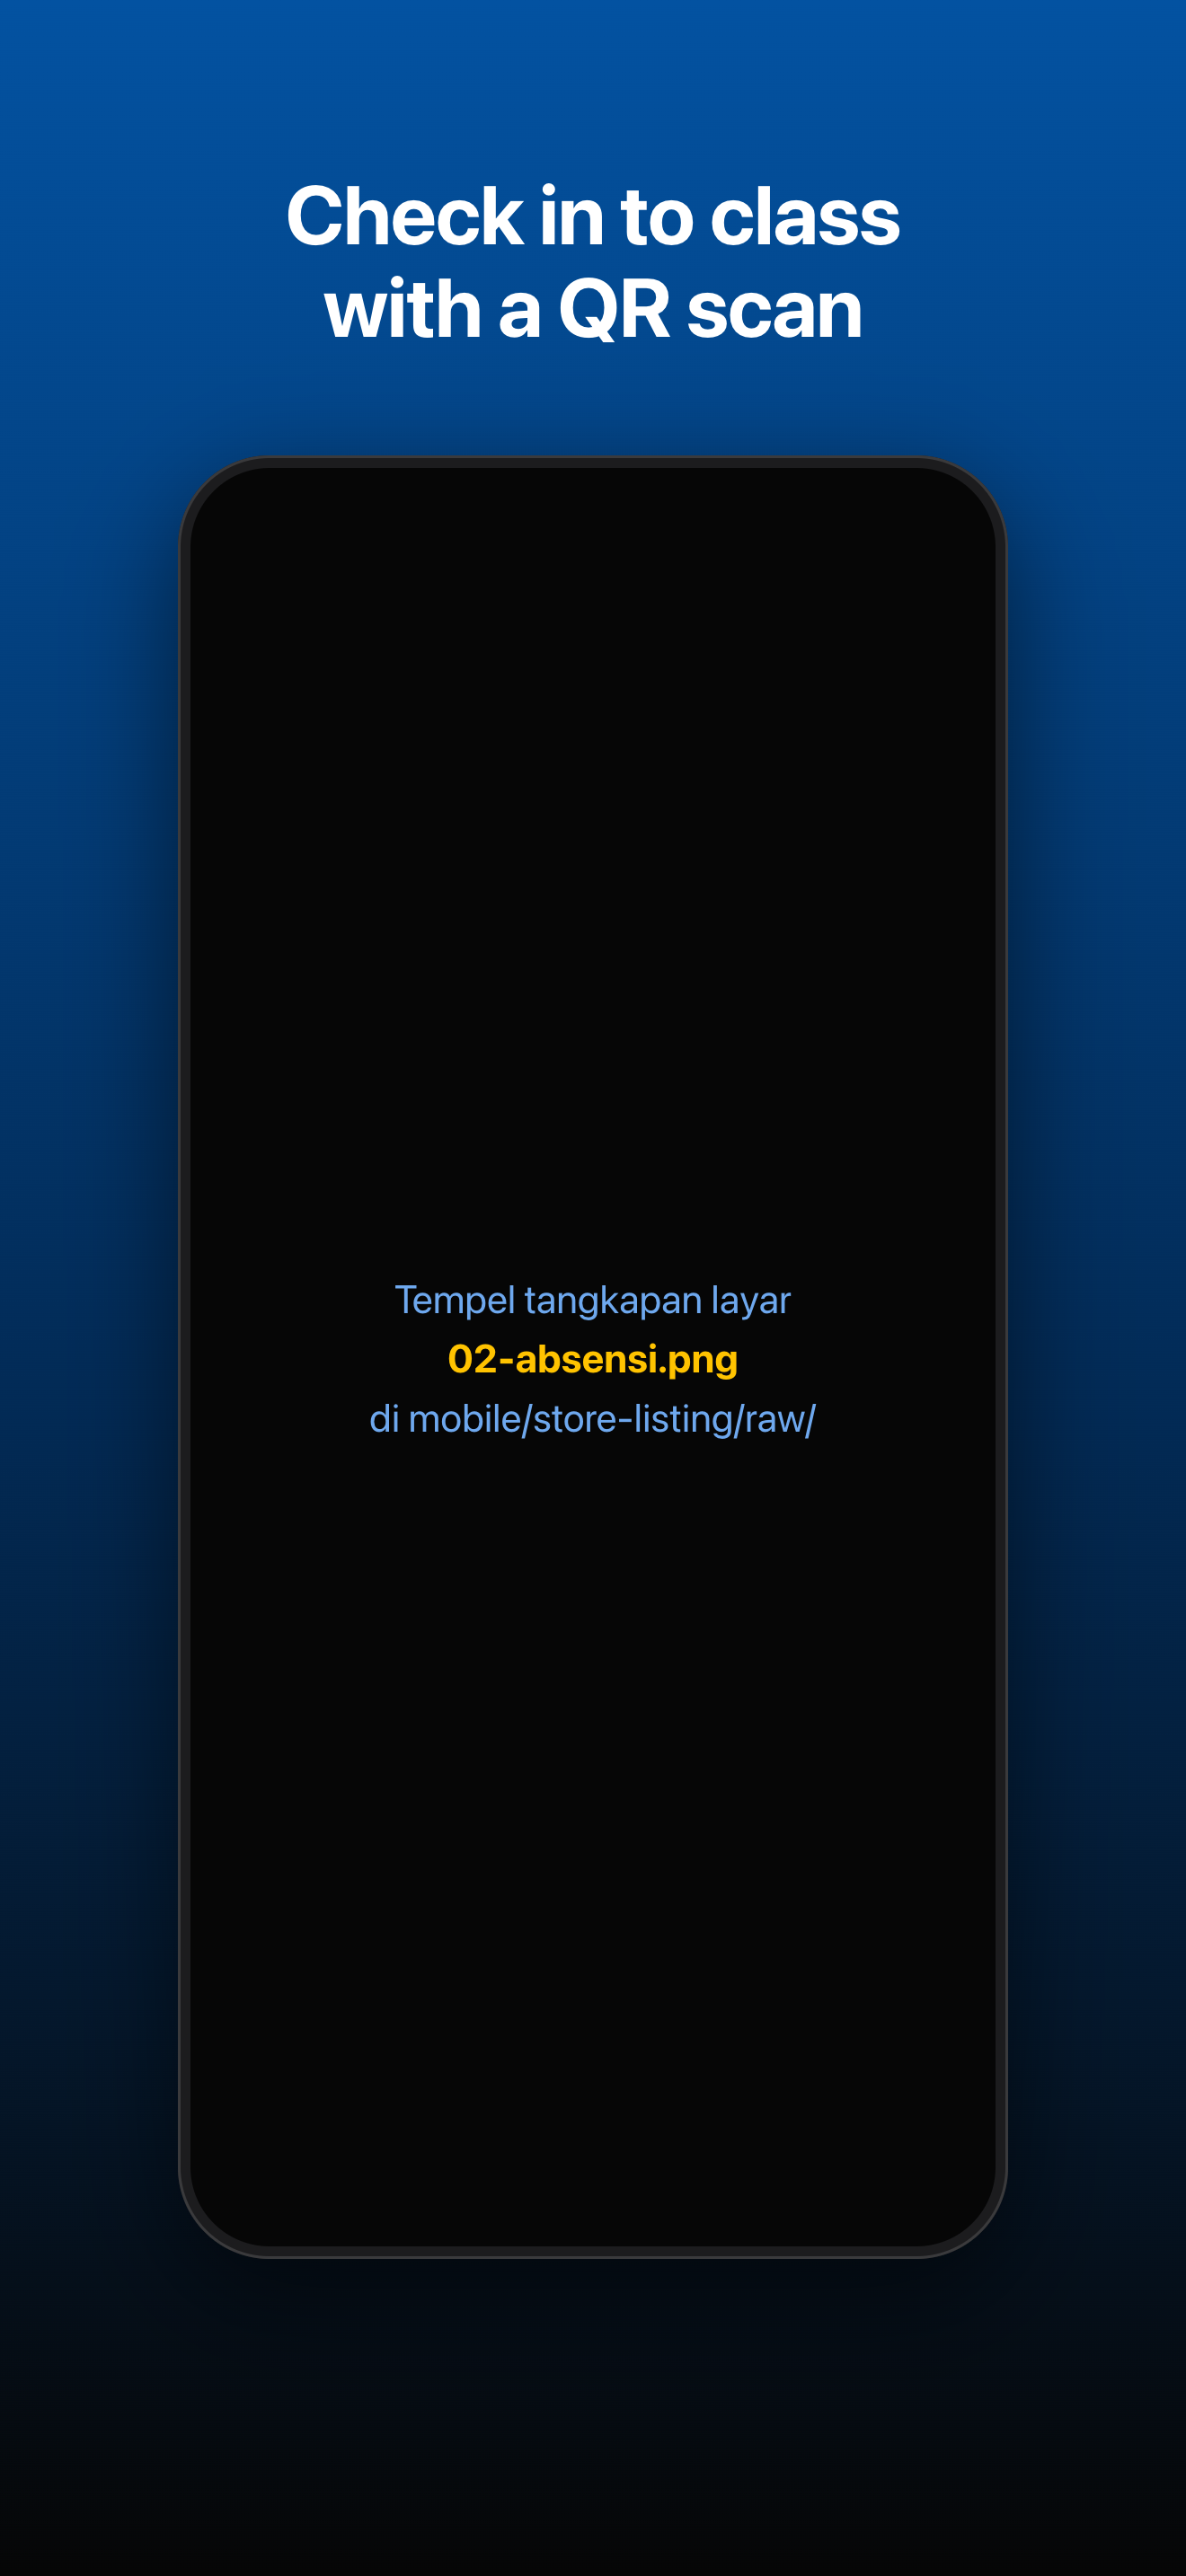 Check in to class
with a QR scan
Tempel tangkapan layar
02-absensi.png
di mobile/store-listing/raw/